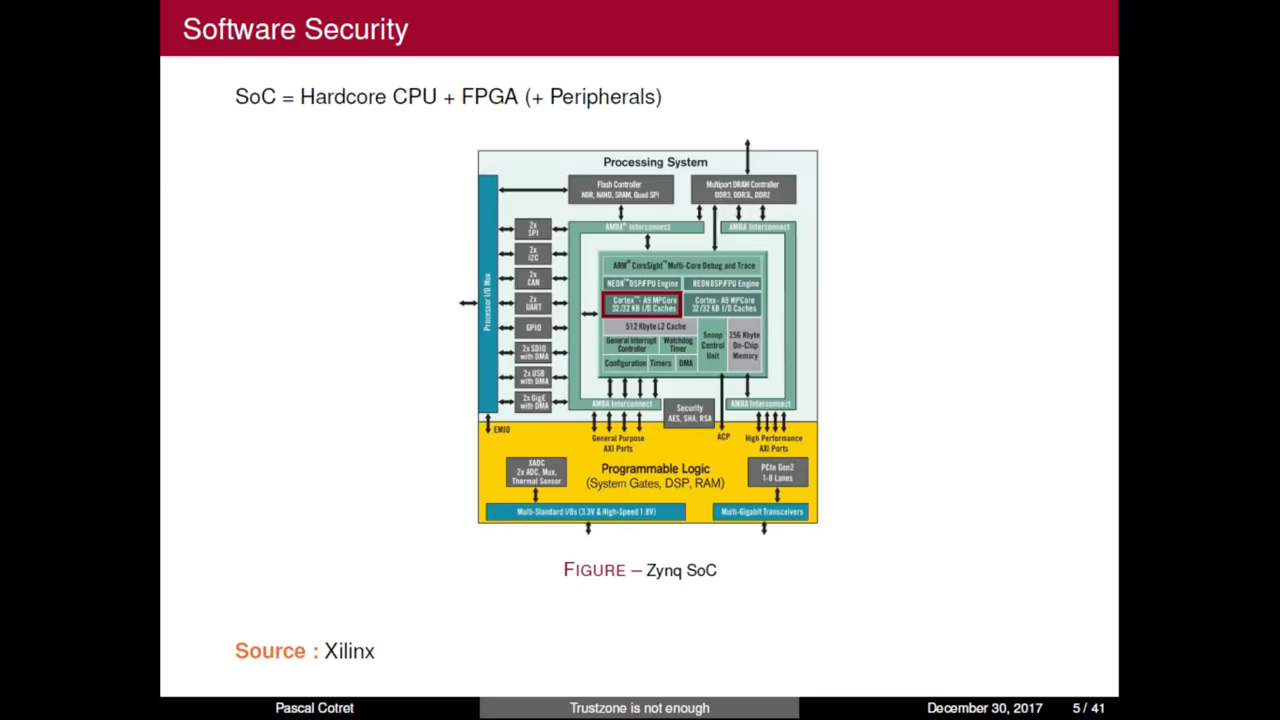 Software Security
SoC = Hardcore CPU + FPGA (+ Peripherals)
Processing System
Flash Controller
NOR, NAND, SRAM, Quad SPI
Multiport DRAM Controller
DDR3, DDR3L, DDR2
Processor I/O Mux
2x
SPI
2x
I2C
2x
CAN
2x
UART
GPIO
2x SDIO
with DMA
2x USB
with DMA
2x GigE
with DMA
AMBA® Interconnect
AMBA Interconnect
ARM® CoreSight™ Multi-Core Debug and Trace
NEON™ DSP/FPU Engine
NEON DSP/FPU Engine
Cortex™- A9 MPCore
32/32 KB I/D Caches
Cortex- A9 MPCore
32/32 KB I/D Caches
512 Kbyte L2 Cache
General Interrupt
Controller
Watchdog
Timer
Configuration
Timers
DMA
Snoop
Control
Unit
256 Kbyte
On-Chip
Memory
AMBA Interconnect
Security
AES, SHA, RSA
AMBA Interconnect
EMIO
General Purpose
AXI Ports
ACP
High Performance
AXI Ports
XADC
2x ADC, Mux,
Thermal Sensor
Programmable Logic
(System Gates, DSP, RAM)
PCIe Gen2
1-8 Lanes
Multi-Standard I/Os (3.3V & High-Speed 1.8V)
Multi-Gigabit Transceivers
FIGURE – Zynq SoC
Source : Xilinx
Pascal Cotret
Trustzone is not enough
December 30, 2017
5 / 41